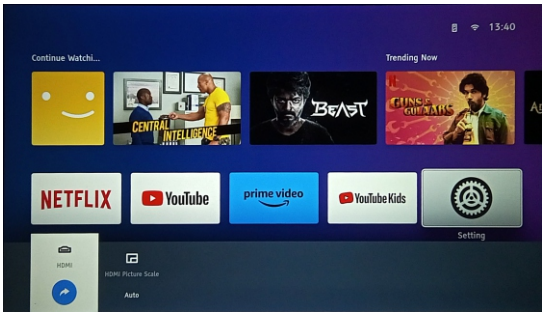 13:40
Continue Watchi...
Trending Now
CENTRAL
INTELLIGENCE
BEAST
GUNS &
GULAABS
NETFLIX
YouTube
prime video
YouTube Kids
Setting
HDMI
HDMI Picture Scale
Auto